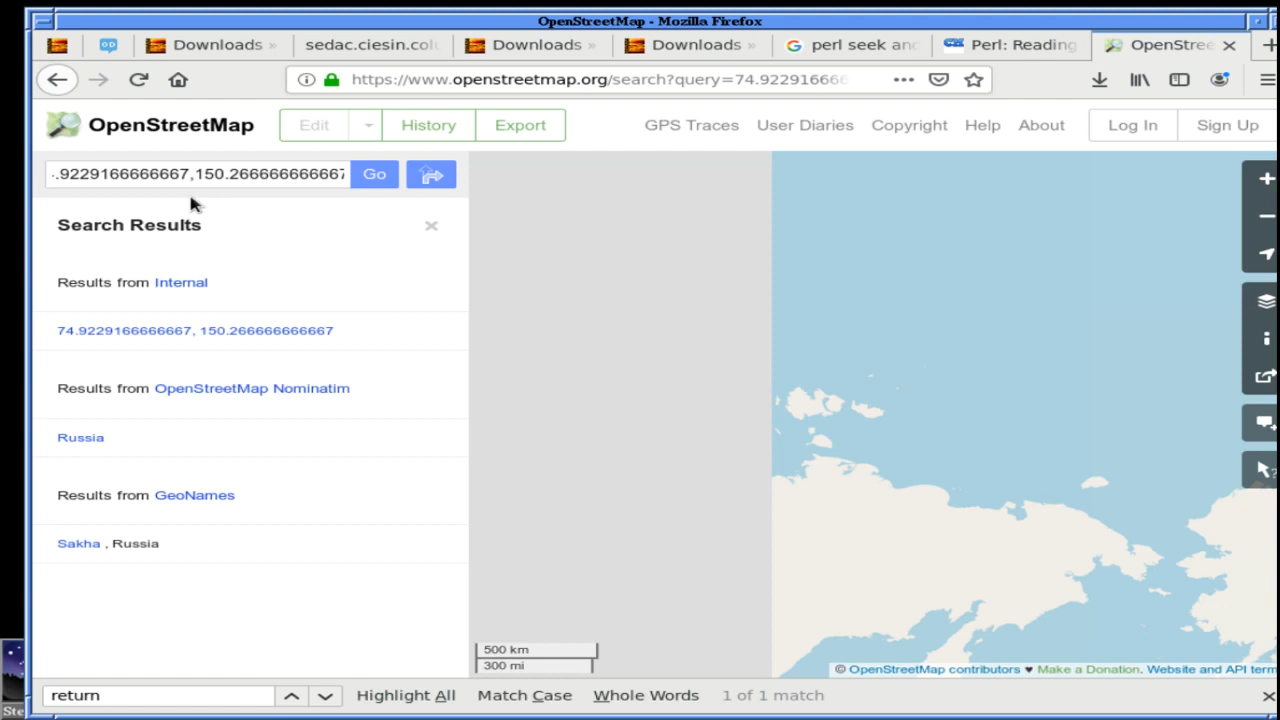 OpenStreetMap - Mozilla Firefox
Downloads » sedac.ciesin.col Downloads » Downloads » perl seek and Perl: Reading OpenStree
https://www.openstreetmap.org/search?query=74.922916666
OpenStreetMap Edit History Export GPS Traces User Diaries Copyright Help About Log In Sign Up
.9229166666667,150.266666666667 Go
Search Results
Results from Internal
74.9229166666667, 150.266666666667
Results from OpenStreetMap Nominatim
Russia
Results from GeoNames
Sakha , Russia
500 km
300 mi
© OpenStreetMap contributors ♥ Make a Donation. Website and API term
return Highlight All Match Case Whole Words 1 of 1 match
Ste